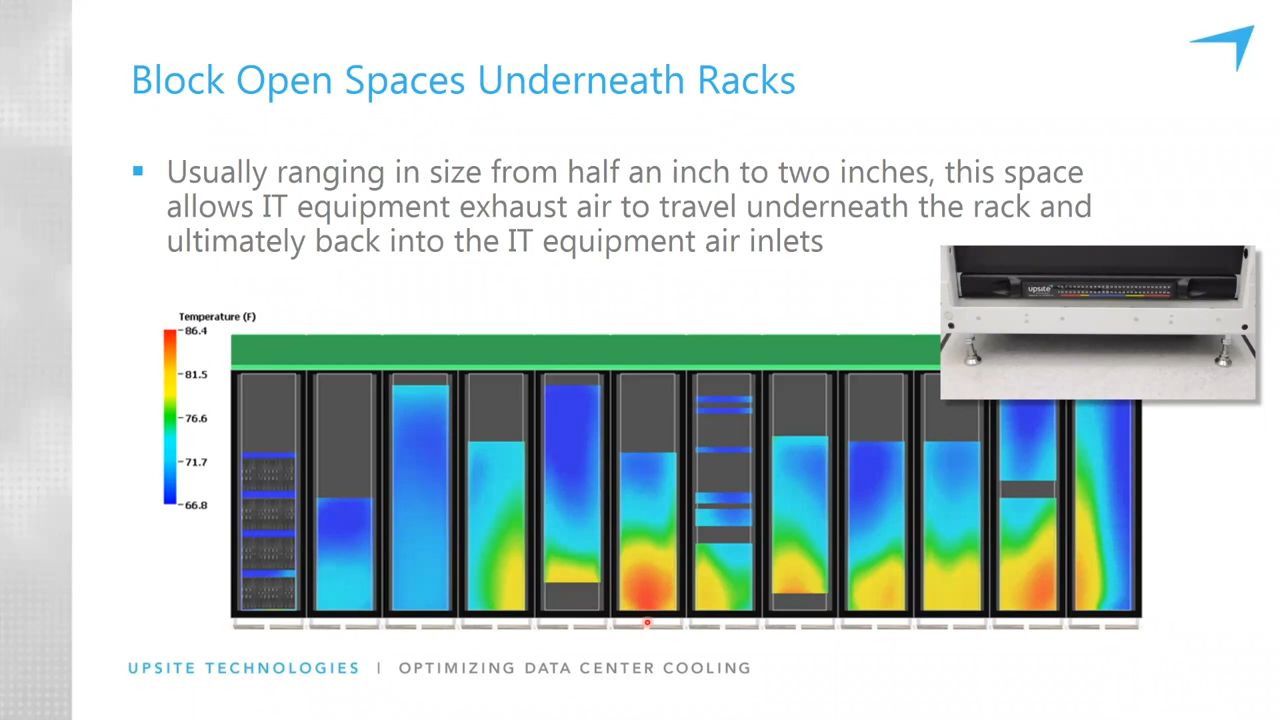 Block Open Spaces Underneath Racks
Usually ranging in size from half an inch to two inches, this space
allows IT equipment exhaust air to travel underneath the rack and
ultimately back into the IT equipment air inlets
upsite
Temperature (F)
86.4
81.5
76.6
71.7
66.8
UPSITE TECHNOLOGIES | OPTIMIZING DATA CENTER COOLING